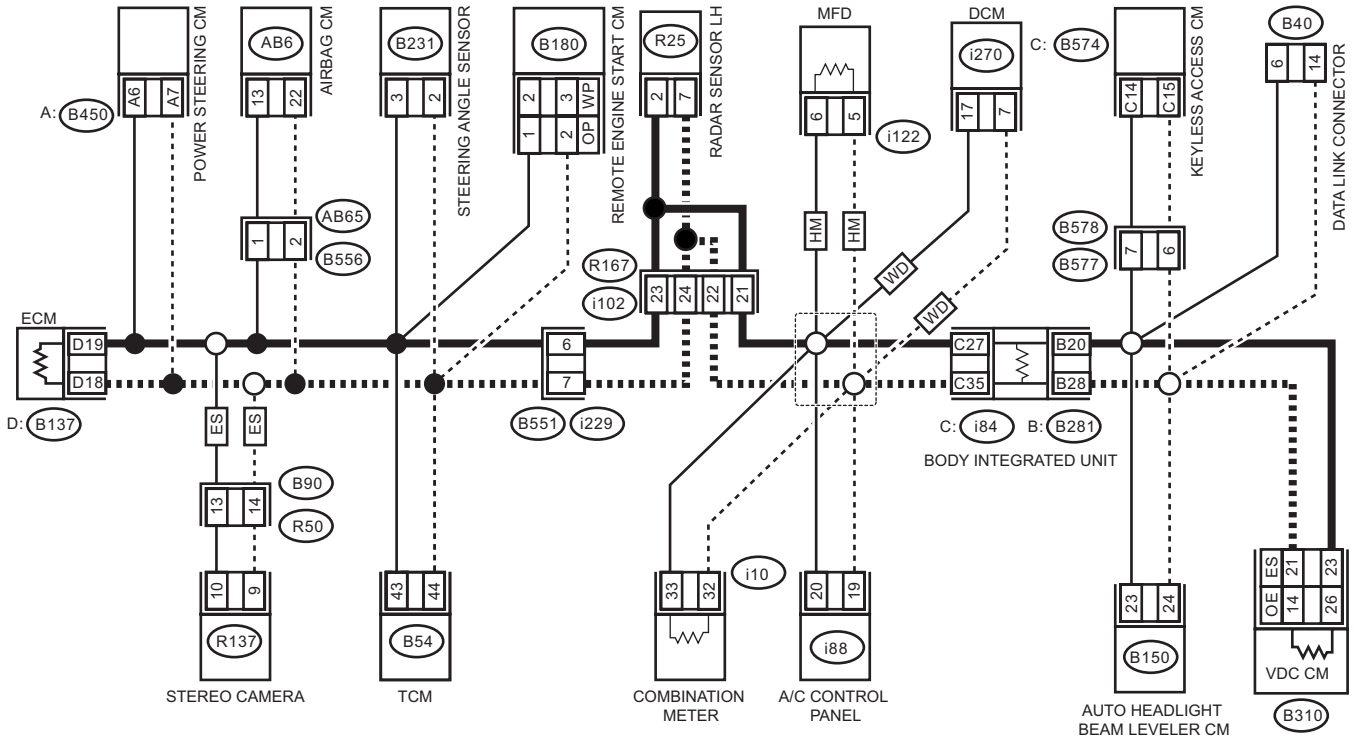 A6
A7
A: B450
POWER STEERING CM
AB6
13
22
AIRBAG CM
AB65
1
2
B556
B231
3
2
STEERING ANGLE SENSOR
B180
2
3
WP
1
2
OP
REMOTE ENGINE START CM
R25
2
7
RADAR SENSOR LH
R167
i102
23
24
22
21
MFD
6
5
i122
HM
HM
DCM
i270
17
7
WD
WD
C: B574
C14
C15
KEYLESS ACCESS CM
B578
B577
7
6
B40
6
14
DATA LINK CONNECTOR
ECM
D19
D18
D: B137
6
7
B551
i229
C27
C35
B20
B28
C: i84
B: B281
BODY INTEGRATED UNIT
ES
ES
13
14
B90
R50
10
9
R137
STEREO CAMERA
43
44
B54
TCM
33
32
i10
COMBINATION
METER
20
19
i88
A/C CONTROL
PANEL
23
24
B150
AUTO HEADLIGHT
BEAM LEVELER CM
ES
21
23
OE
14
26
VDC CM
B310